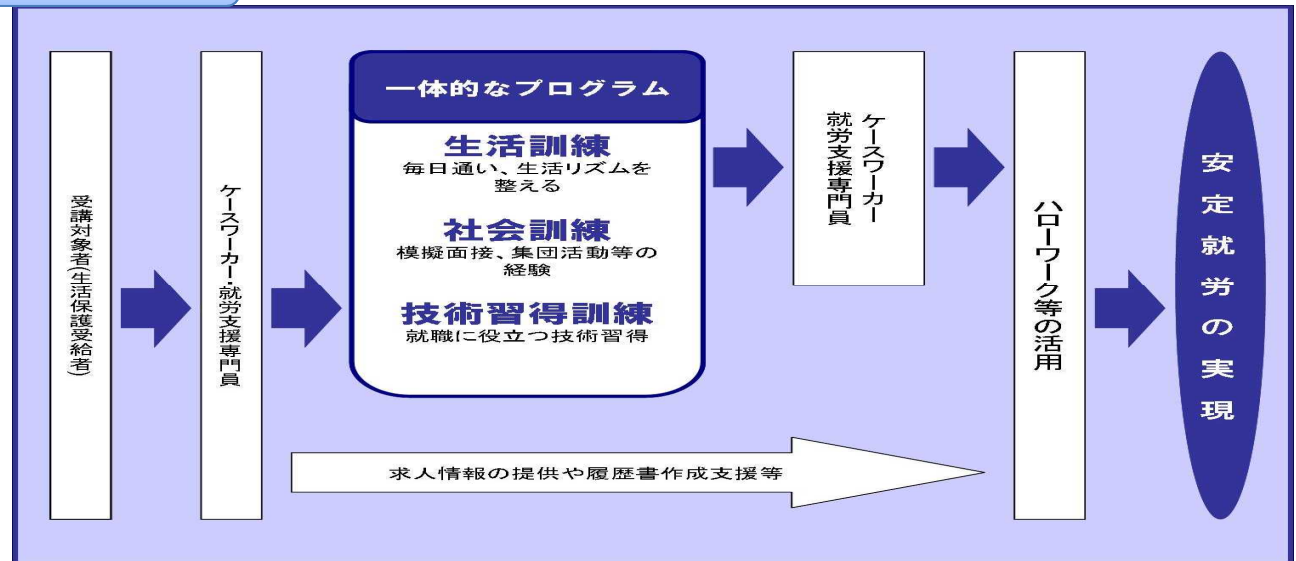 受講対象者(生活保護受給者)
ケースワーカー・就労支援専門員
一体的なプログラム
生活訓練
毎日通い、生活リズムを
整える
社会訓練
模擬面接、集団活動等の
経験
技術習得訓練
就職に役立つ技術習得
ケースワーカー
就労支援専門員
求人情報の提供や履歴書作成支援等
ハローワーク等の活用
安定就労の実現